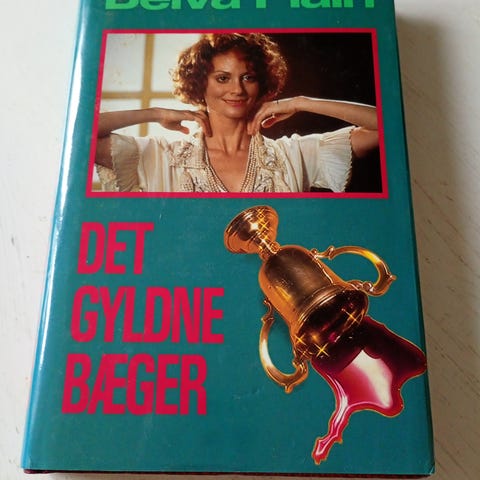 Belva Plain
DET
GYLDNE
BÆGER